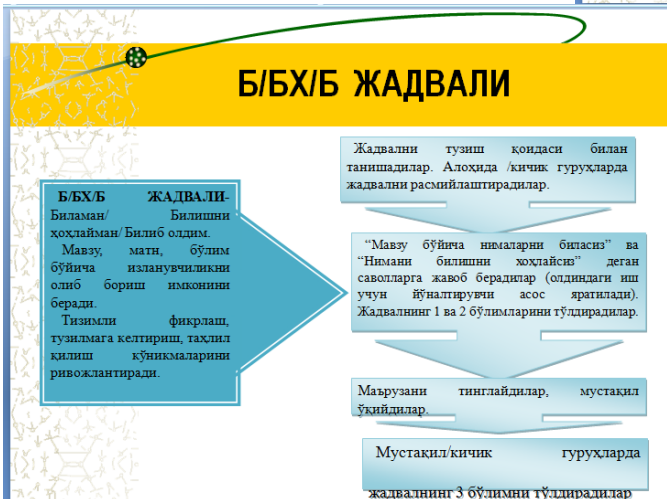 Б/БХ/Б ЖАДВАЛИ
Б/БХ/Б ЖАДВАЛИ-
Биламан/ Билишни
ҳоҳлайман/ Билиб олдим.
Мавзу, матн, бўлим
бўйича изланувчиликни
олиб бориш имконини
беради.
Тизимли фикрлаш,
тузилмага келтириш, таҳлил
қилиш кўникмаларини
ривожлантиради.
Жадвални тузиш қоидаси билан
танишадилар. Алоҳида /кичик гуруҳларда
жадвални расмийлаштирадилар.
“Мавзу бўйича нималарни биласиз” ва
“Нимани билишни хоҳлайсиз” деган
саволларга жавоб берадилар (олдиндаги иш
учун йўналтирувчи асос яратилади).
Жадвалнинг 1 ва 2 бўлимларини тўлдирадилар.
Маърузани тинглайдилар, мустақил
ўқийдилар.
Мустақил/кичик гуруҳларда
жадвалнинг 3 бўлимни тўлдирадилар